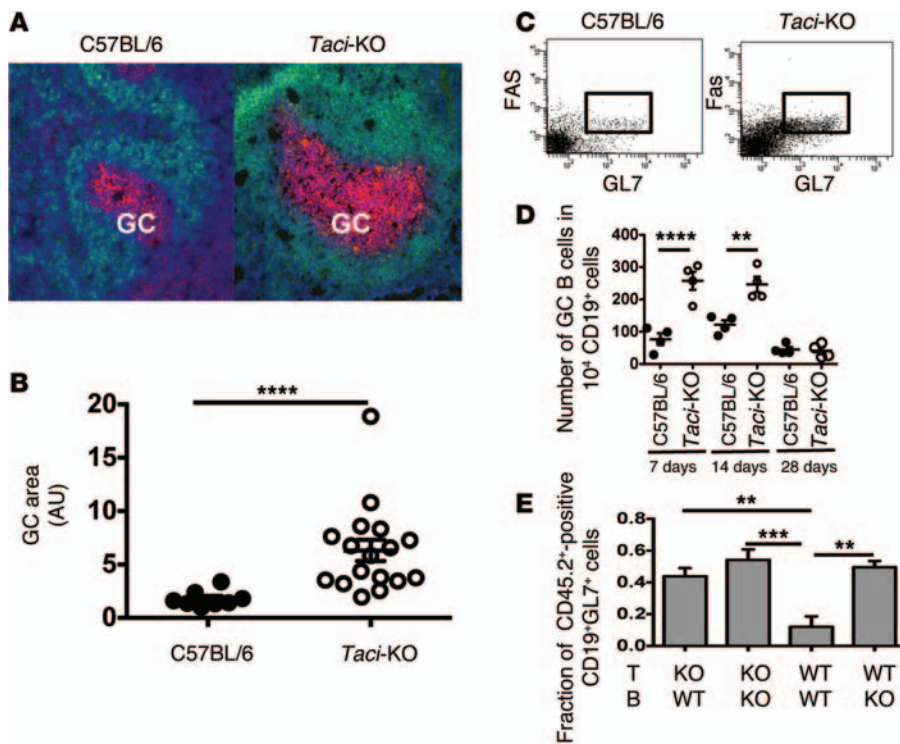 A
C57BL/6
Taci-KO
GC
GC
B
****
GC area
(AU)
20
15
10
5
0
C57BL/6
Taci-KO
C
C57BL/6
Taci-KO
FAS
GL7
Fas
GL7
D
Number of GC B cells in
10⁴ CD19⁺ cells
400
300
200
100
0
****
**
C57BL/6
Taci-KO
C57BL/6
Taci-KO
C57BL/6
Taci-KO
7 days
14 days
28 days
E
Fraction of CD45.2⁺-positive
CD19⁺GL7⁺ cells
0.8
0.6
0.4
0.2
0.0
**
***
**
T KO KO WT WT
B WT KO WT KO